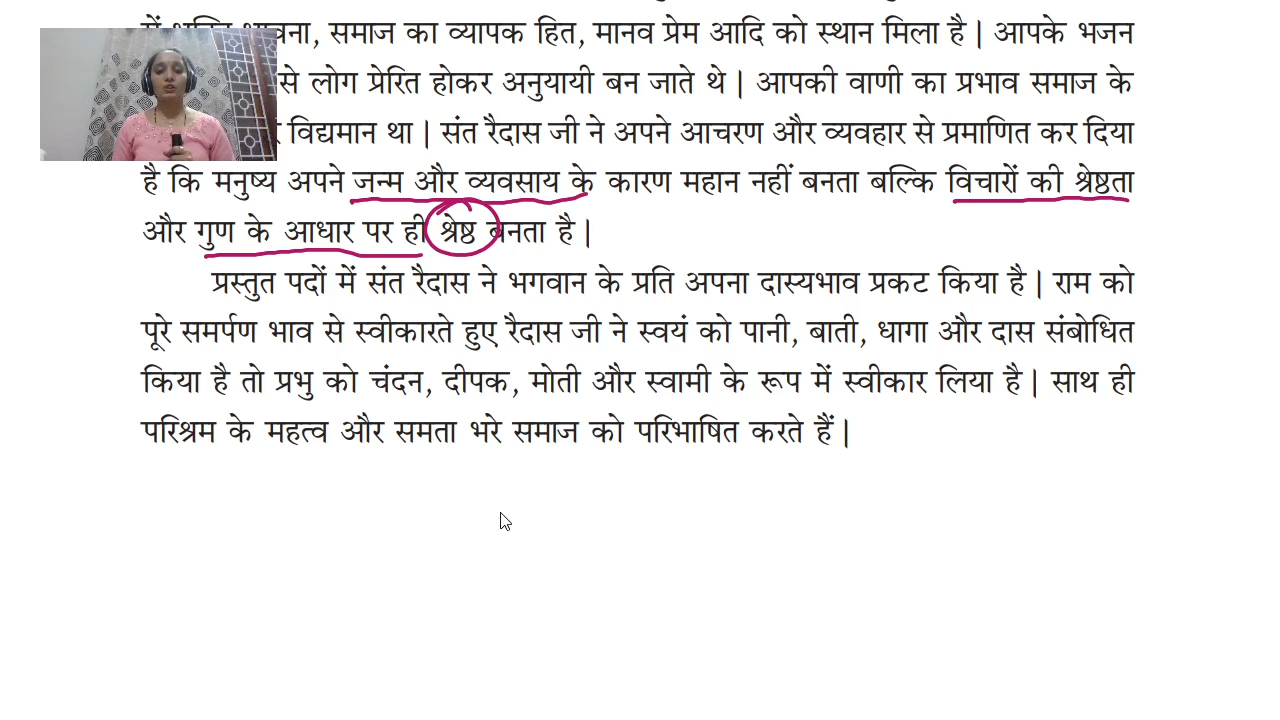 भावना, समाज का व्यापक हित, मानव प्रेम आदि को स्थान मिला है | आपके भजन
से लोग प्रेरित होकर अनुयायी बन जाते थे | आपकी वाणी का प्रभाव समाज के
विद्यमान था | संत रैदास जी ने अपने आचरण और व्यवहार से प्रमाणित कर दिया
है कि मनुष्य अपने जन्म और व्यवसाय के कारण महान नहीं बनता बल्कि विचारों की श्रेष्ठता
और गुण के आधार पर ही श्रेष्ठ बनता है |
प्रस्तुत पदों में संत रैदास ने भगवान के प्रति अपना दास्यभाव प्रकट किया है | राम को
पूरे समर्पण भाव से स्वीकारते हुए रैदास जी ने स्वयं को पानी, बाती, धागा और दास संबोधित
किया है तो प्रभु को चंदन, दीपक, मोती और स्वामी के रूप में स्वीकार लिया है | साथ ही
परिश्रम के महत्व और समता भरे समाज को परिभाषित करते हैं |